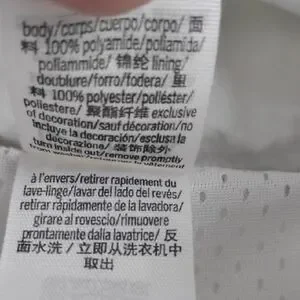 body/corps/cuerpo/corpo/ 面
料 100% polyamide/poliamida/
poliammide/ 锦纶 lining/
doublure/forro/fodera/ 里
料 100% polyester/poliéster/
poliestere/ 聚酯纤维 exclusive
of decoration/sauf décoration/no
incluye la decoración/esclusa la
decorazione/ 装饰除外
turn inside out/ remove promptly
from washing
à l'envers/retirer rapidement du
lave-linge/lavar del lado del revés/
retirar rápidamente de la lavadora/
girare al rovescio/rimuovere
prontamente dalla lavatrice/ 反
面水洗 / 立即从洗衣机中
取出